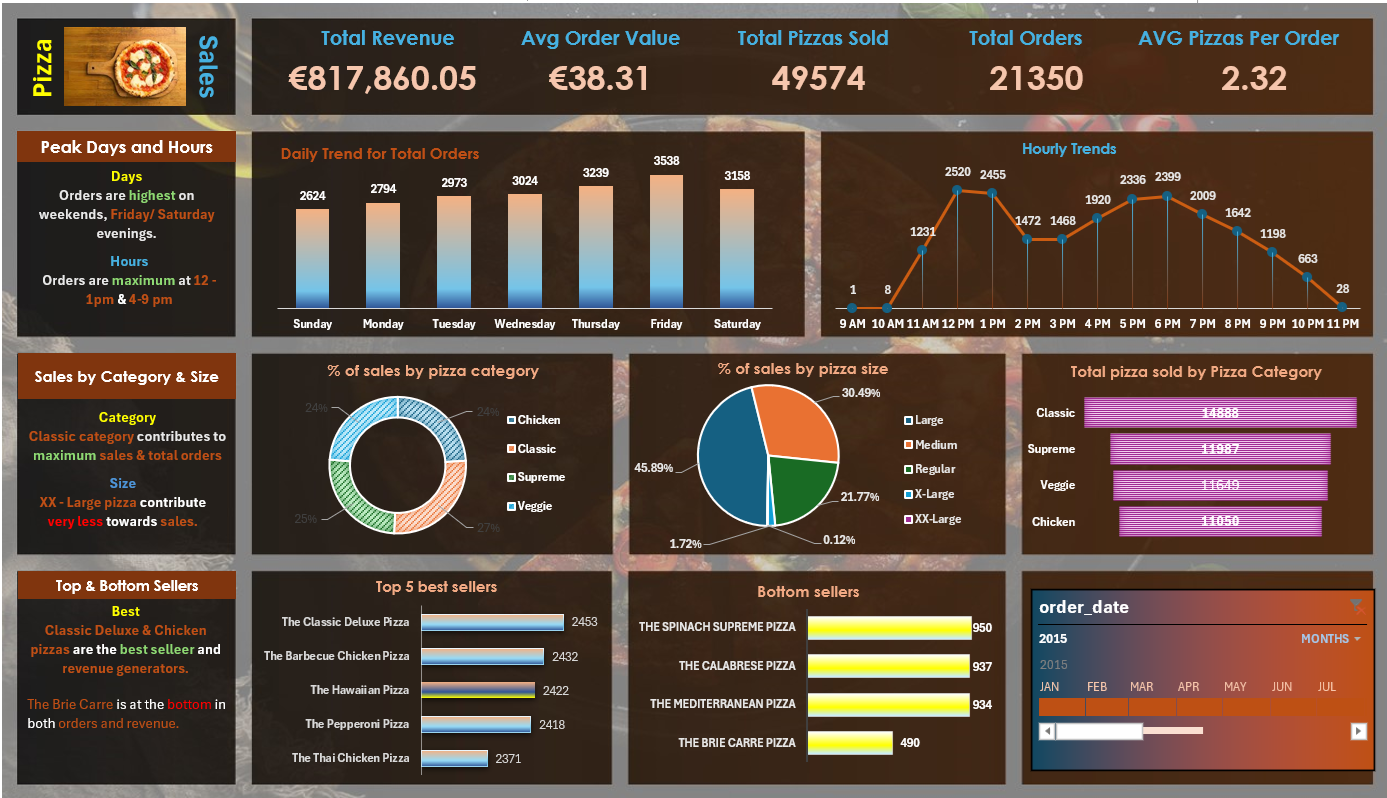 Pizza
Sales
Total Revenue
€817,860.05
Avg Order Value
€38.31
Total Pizzas Sold
49574
Total Orders
21350
AVG Pizzas Per Order
2.32
Peak Days and Hours
Days
Orders are highest on
weekends, Friday/ Saturday
evenings.
Hours
Orders are maximum at 12 -
1pm & 4-9 pm
Daily Trend for Total Orders
2624
2794
2973
3024
3239
3538
3158
Sunday
Monday
Tuesday
Wednesday
Thursday
Friday
Saturday
Hourly Trends
1
8
1231
2520
2455
1472
1468
1920
2336
2399
2009
1642
1198
663
28
9 AM
10 AM
11 AM
12 PM
1 PM
2 PM
3 PM
4 PM
5 PM
6 PM
7 PM
8 PM
9 PM
10 PM
11 PM
Sales by Category & Size
Category
Classic category contributes to
maximum sales & total orders
Size
XX - Large pizza contribute
very less towards sales.
% of sales by pizza category
24%
24%
25%
27%
Chicken
Classic
Supreme
Veggie
% of sales by pizza size
30.49%
45.89%
21.77%
1.72%
0.12%
Large
Medium
Regular
X-Large
XX-Large
Total pizza sold by Pizza Category
Classic 14888
Supreme 11987
Veggie 11649
Chicken 11050
Top & Bottom Sellers
Best
Classic Deluxe & Chicken
pizzas are the best selleer and
revenue generators.
The Brie Carre is at the bottom in
both orders and revenue.
Top 5 best sellers
The Classic Deluxe Pizza 2453
The Barbecue Chicken Pizza 2432
The Hawaiian Pizza 2422
The Pepperoni Pizza 2418
The Thai Chicken Pizza 2371
Bottom sellers
THE SPINACH SUPREME PIZZA 950
THE CALABRESE PIZZA 937
THE MEDITERRANEAN PIZZA 934
THE BRIE CARRE PIZZA 490
order_date
2015 MONTHS
2015
JAN FEB MAR APR MAY JUN JUL